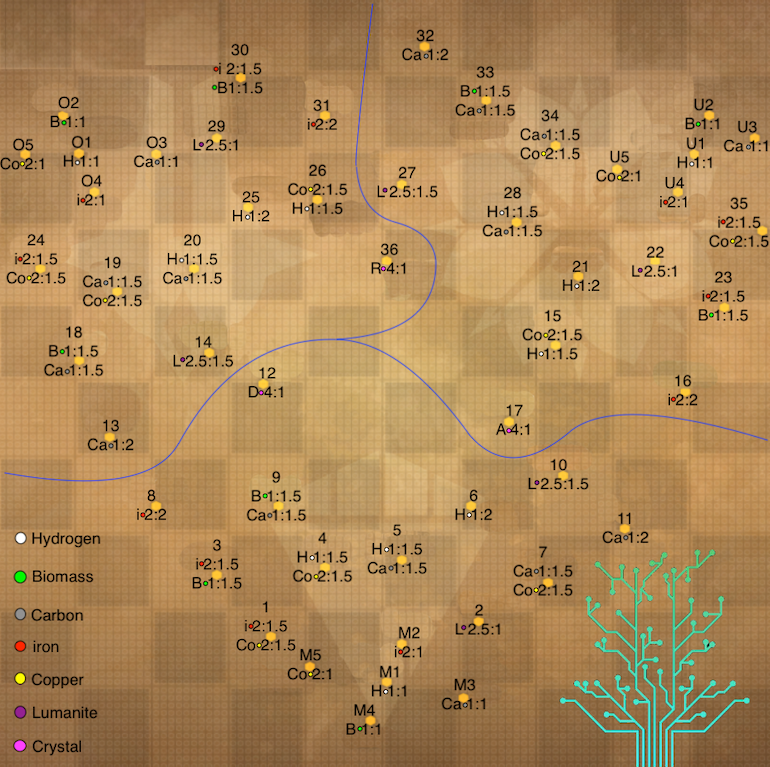 32
Ca 1:2
30
i 2:1.5
B 1:1.5
33
B 1:1.5
Ca 1:1.5
O2
B 1:1
31
i 2:2
34
Ca 1:1.5
Co 2:1.5
U2
B 1:1
29
L 2.5:1
U3
Ca 1:1
O5
Co 2:1
O1
H 1:1
O3
Ca 1:1
U5
Co 2:1
U1
H 1:1
O4
i 2:1
26
Co 2:1.5
H 1:1.5
27
L 2.5:1.5
U4
i 2:1
25
H 1:2
28
H 1:1.5
Ca 1:1.5
35
i 2:1.5
Co 2:1.5
24
i 2:1.5
Co 2:1.5
20
H 1:1.5
Ca 1:1.5
36
R 4:1
22
L 2.5:1
19
Ca 1:1.5
Co 2:1.5
21
H 1:2
23
i 2:1.5
B 1:1.5
18
B 1:1.5
Ca 1:1.5
14
L 2.5:1.5
15
Co 2:1.5
H 1:1.5
12
D 4:1
16
i 2:2
13
Ca 1:2
17
A 4:1
8
i 2:2
9
B 1:1.5
Ca 1:1.5
6
H 1:2
10
L 2.5:1.5
11
Ca 1:2
3
i 2:1.5
B 1:1.5
4
H 1:1.5
Co 2:1.5
5
H 1:1.5
Ca 1:1.5
7
Ca 1:1.5
Co 2:1.5
1
i 2:1.5
Co 2:1.5
2
L 2.5:1
M2
i 2:1
M5
Co 2:1
M1
H 1:1
M3
Ca 1:1
M4
B 1:1
Hydrogen
Biomass
Carbon
iron
Copper
Lumanite
Crystal